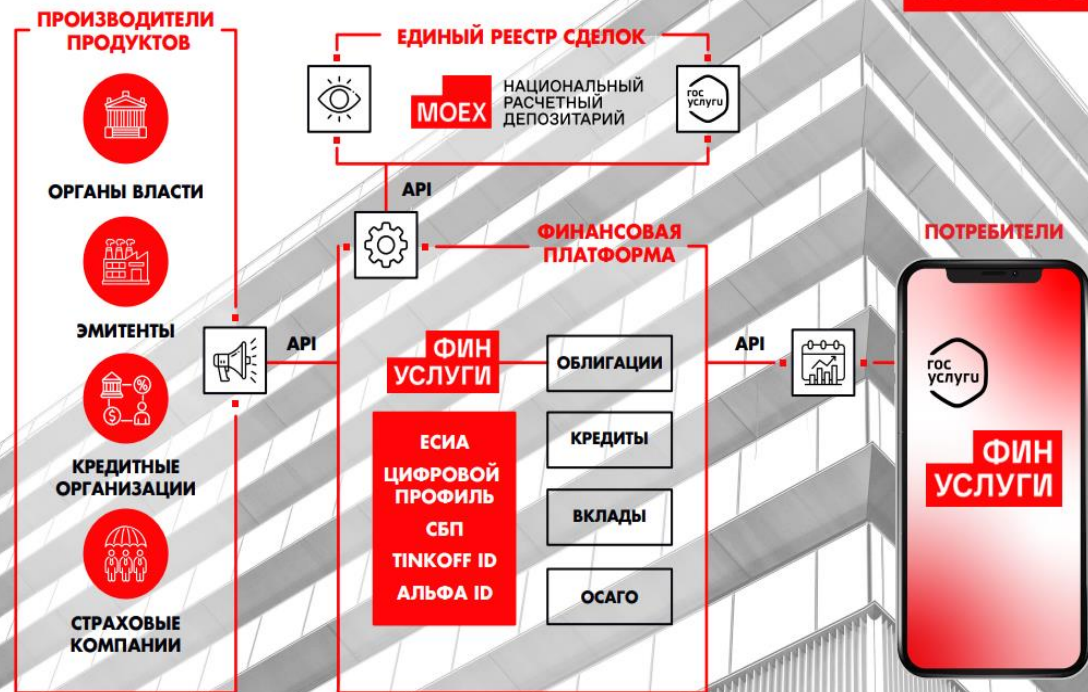 ПРОИЗВОДИТЕЛИ
ПРОДУКТОВ
ОРГАНЫ ВЛАСТИ
ЭМИТЕНТЫ
КРЕДИТНЫЕ
ОРГАНИЗАЦИИ
СТРАХОВЫЕ
КОМПАНИИ
ЕДИНЫЙ РЕЕСТР СДЕЛОК
MOEX
НАЦИОНАЛЬНЫЙ
РАСЧЕТНЫЙ
ДЕПОЗИТАРИЙ
гос
услуги
API
API
ФИНАНСОВАЯ
ПЛАТФОРМА
ФИН
УСЛУГИ
ЕСИА
ЦИФРОВОЙ
ПРОФИЛЬ
СБП
TINKOFF ID
АЛЬФА ID
ОБЛИГАЦИИ
КРЕДИТЫ
ВКЛАДЫ
ОСАГО
API
ПОТРЕБИТЕЛИ
гос
услуги
ФИН
УСЛУГИ